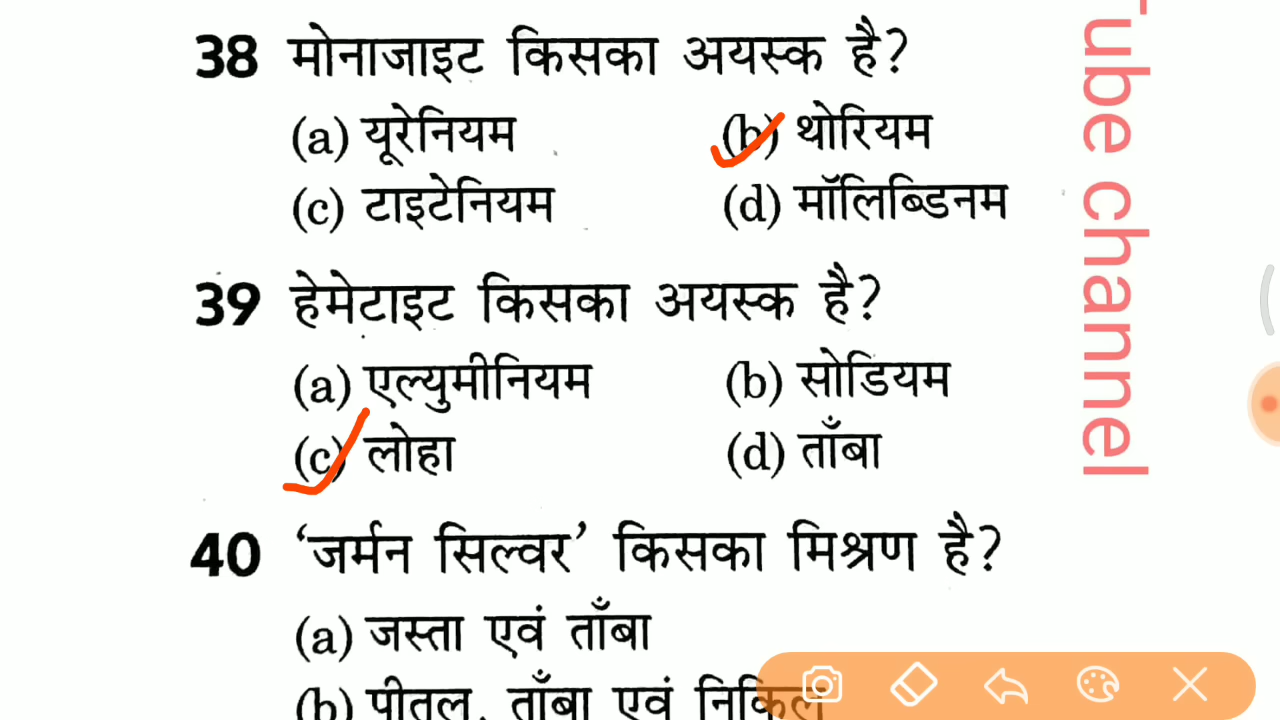 38 मोनाजाइट किसका अयस्क है?
(a) यूरेनियम (b) थोरियम
(c) टाइटेनियम (d) मॉलिब्डिनम
39 हेमेटाइट किसका अयस्क है?
(a) एल्युमीनियम (b) सोडियम
(c) लोहा (d) ताँबा
40 ‘जर्मन सिल्वर’ किसका मिश्रण है?
(a) जस्ता एवं ताँबा
(b) पीतल, ताँबा एवं निकिल
Tube channel